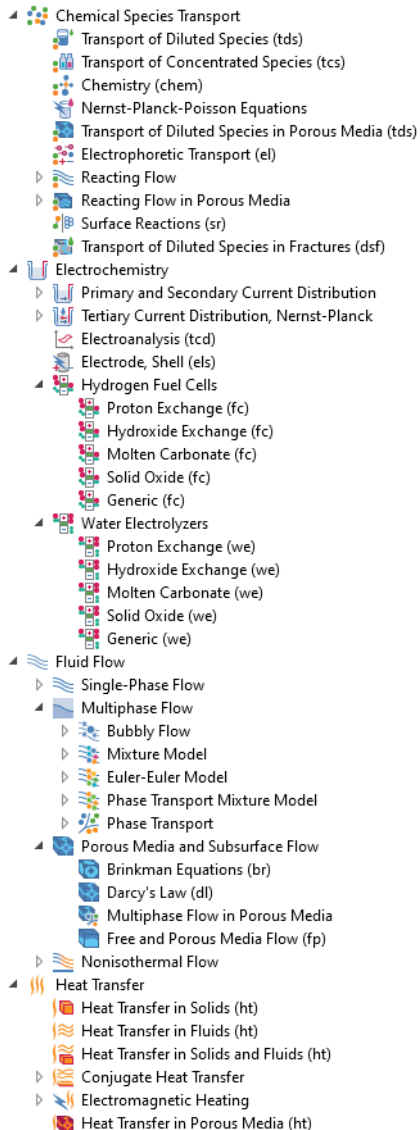 Chemical Species Transport
Transport of Diluted Species (tds)
Transport of Concentrated Species (tcs)
Chemistry (chem)
Nernst-Planck-Poisson Equations
Transport of Diluted Species in Porous Media (tds)
Electrophoretic Transport (el)
Reacting Flow
Reacting Flow in Porous Media
Surface Reactions (sr)
Transport of Diluted Species in Fractures (dsf)
Electrochemistry
Primary and Secondary Current Distribution
Tertiary Current Distribution, Nernst-Planck
Electroanalysis (tcd)
Electrode, Shell (els)
Hydrogen Fuel Cells
Proton Exchange (fc)
Hydroxide Exchange (fc)
Molten Carbonate (fc)
Solid Oxide (fc)
Generic (fc)
Water Electrolyzers
Proton Exchange (we)
Hydroxide Exchange (we)
Molten Carbonate (we)
Solid Oxide (we)
Generic (we)
Fluid Flow
Single-Phase Flow
Multiphase Flow
Bubbly Flow
Mixture Model
Euler-Euler Model
Phase Transport Mixture Model
Phase Transport
Porous Media and Subsurface Flow
Brinkman Equations (br)
Darcy's Law (dl)
Multiphase Flow in Porous Media
Free and Porous Media Flow (fp)
Nonisothermal Flow
Heat Transfer
Heat Transfer in Solids (ht)
Heat Transfer in Fluids (ht)
Heat Transfer in Solids and Fluids (ht)
Conjugate Heat Transfer
Electromagnetic Heating
Heat Transfer in Porous Media (ht)